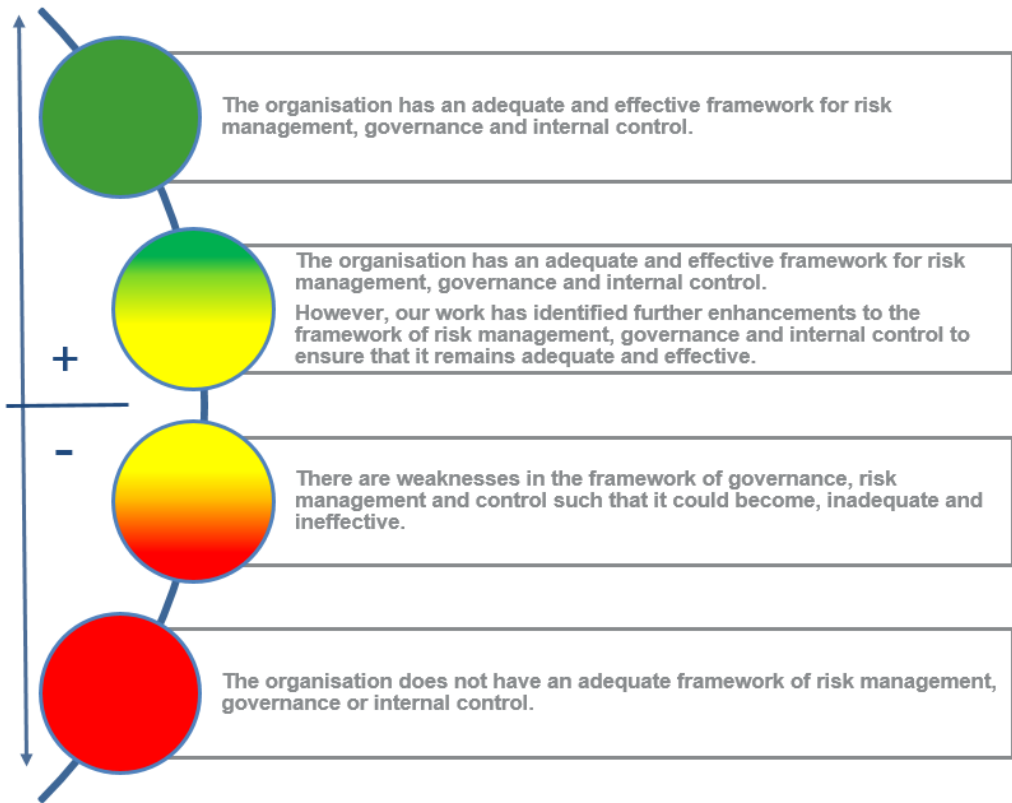 The organisation has an adequate and effective framework for risk
management, governance and internal control.
The organisation has an adequate and effective framework for risk
management, governance and internal control.
However, our work has identified further enhancements to the
framework of risk management, governance and internal control to
ensure that it remains adequate and effective.
+
-
There are weaknesses in the framework of governance, risk
management and control such that it could become, inadequate and
ineffective.
The organisation does not have an adequate framework of risk management,
governance or internal control.